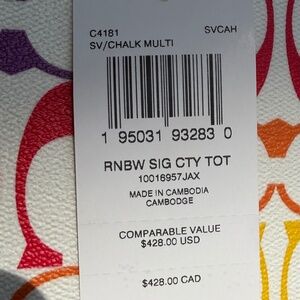 C4181 SVCAH
SV/CHALK MULTI
1 95031 93283 0
RNBW SIG CTY TOT
10016957JAX
MADE IN CAMBODIA
CAMBODGE
COMPARABLE VALUE
$428.00 USD
$428.00 CAD